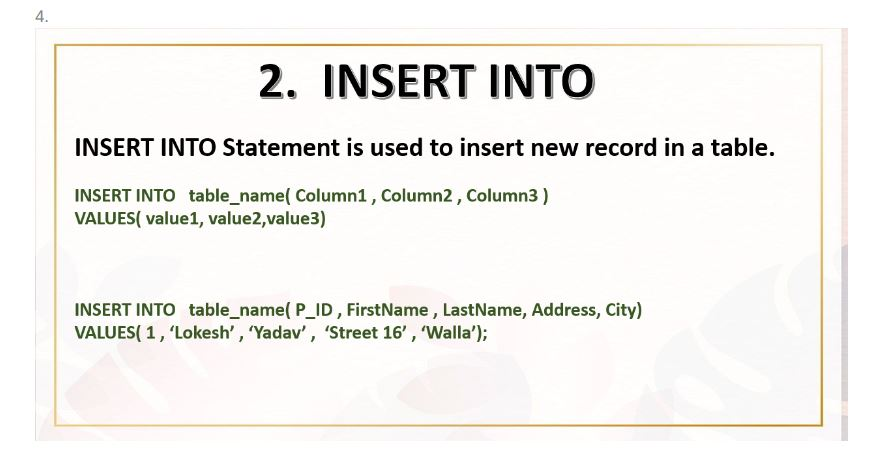 4.
2. INSERT INTO
INSERT INTO Statement is used to insert new record in a table.
INSERT INTO table_name( Column1 , Column2 , Column3 )
VALUES( value1, value2,value3)
INSERT INTO table_name( P_ID , FirstName , LastName, Address, City)
VALUES( 1 , ‘Lokesh’ , ‘Yadav’ , ‘Street 16’ , ‘Walla’);